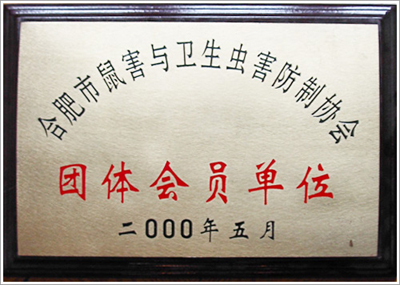 合肥市鼠害与卫生虫害防制协会
团体会员单位
二000年五月